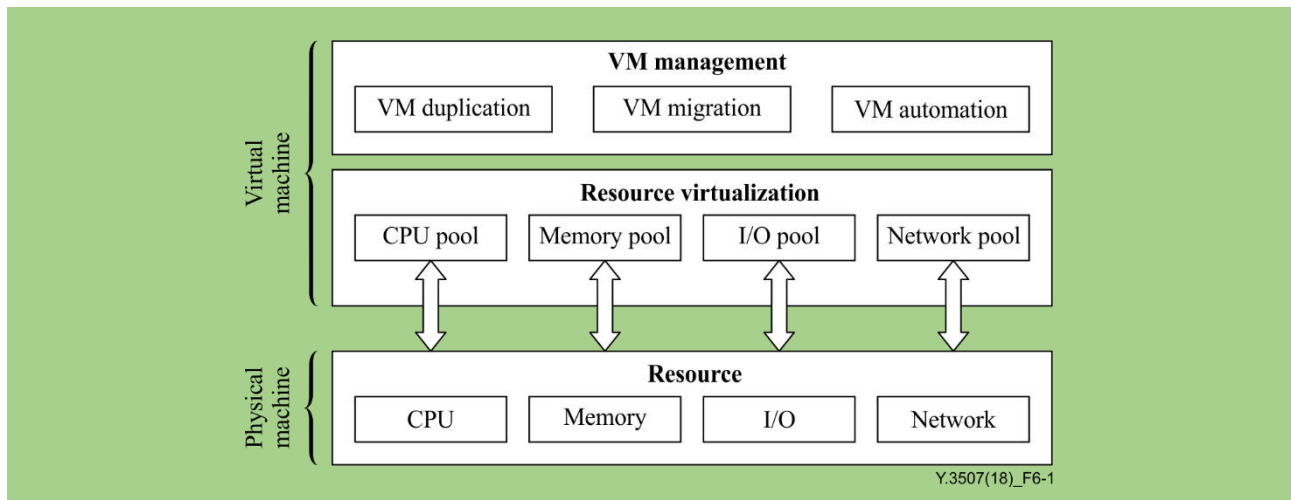 VM management
VM duplication
VM migration
VM automation
Virtual
machine
Resource virtualization
CPU pool
Memory pool
I/O pool
Network pool
Physical
machine
Resource
CPU
Memory
I/O
Network
Y.3507(18)_F6-1